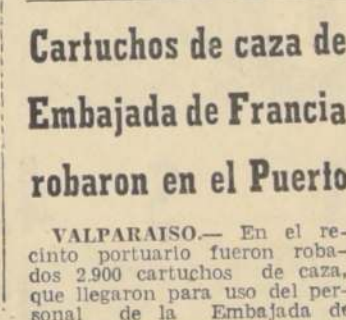 Cartuchos de caza de
Embajada de Francia
robaron en el Puerto
VALPARAISO.— En el re-
cinto portuario fueron roba-
dos 2.900 cartuchos de caza,
que llegaron para uso del per-
sonal de la Embajada de